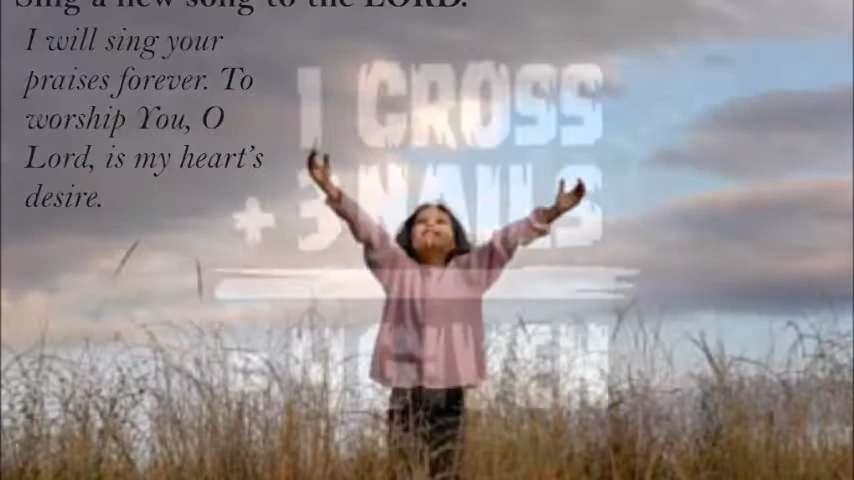 Sing a new song to the LORD.
I will sing your
praises forever. To
worship You, O
Lord, is my heart's
desire.
1 CROSS
+ 3 NAILS
= 4GIVEN